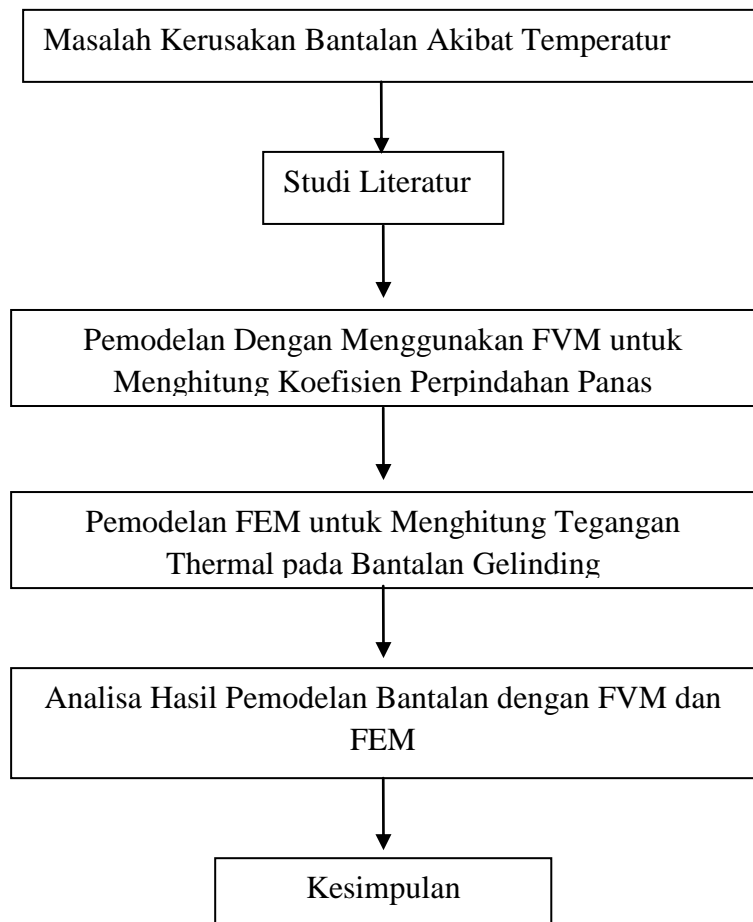 Masalah Kerusakan Bantalan Akibat Temperatur
Studi Literatur
Pemodelan Dengan Menggunakan FVM untuk
Menghitung Koefisien Perpindahan Panas
Pemodelan FEM untuk Menghitung Tegangan
Thermal pada Bantalan Gelinding
Analisa Hasil Pemodelan Bantalan dengan FVM dan
FEM
Kesimpulan